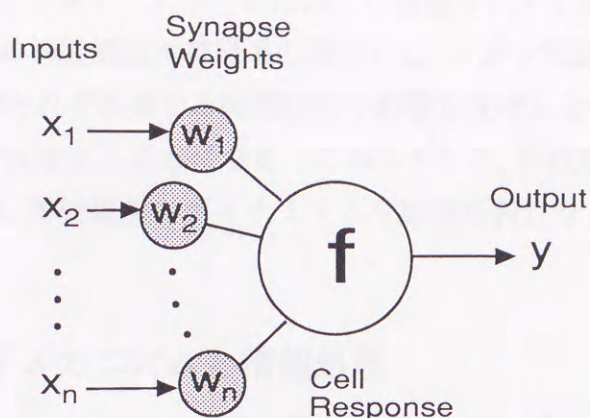 Synapse
Weights
Inputs
x1
w1
x2
w2
Output
f
y
xn
wn
Cell
Response